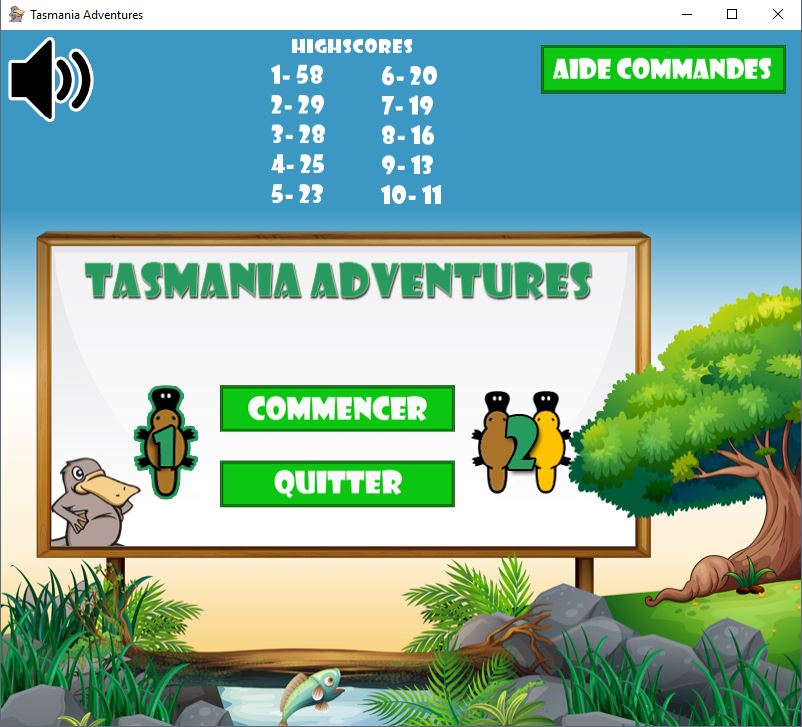 Tasmania Adventures
HIGHSCORES
1- 58
2- 29
3- 28
4- 25
5- 23
6- 20
7- 19
8- 16
9- 13
10- 11
AIDE COMMANDES
TASMANIA ADVENTURES
1
COMMENCER
QUITTER
2